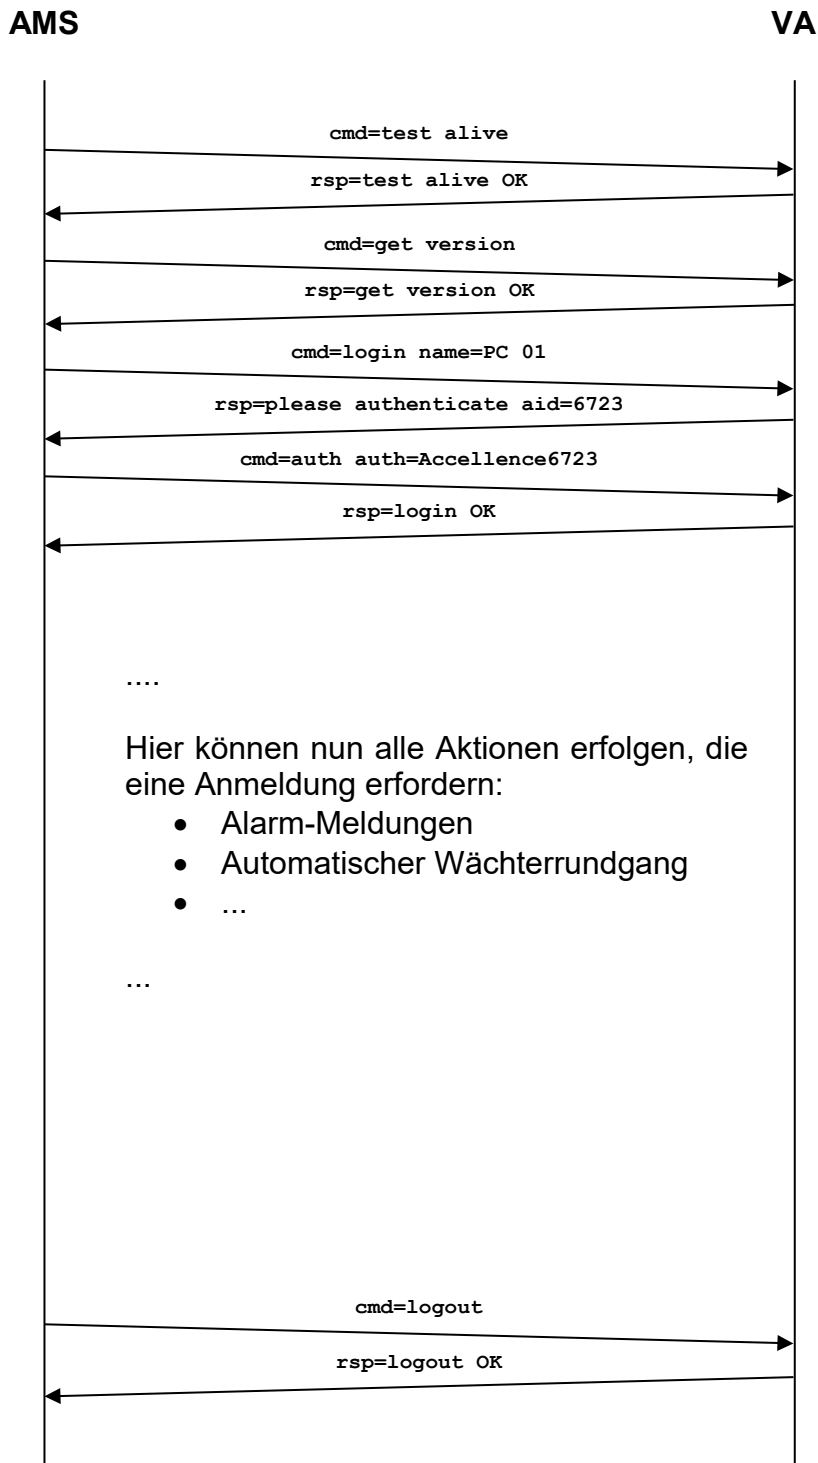 AMS VA
cmd=test alive
rsp=test alive OK
cmd=get version
rsp=get version OK
cmd=login name=PC 01
rsp=please authenticate aid=6723
cmd=auth auth=Accellence6723
rsp=login OK
....
Hier können nun alle Aktionen erfolgen, die
eine Anmeldung erfordern:
• Alarm-Meldungen
• Automatischer Wächterrundgang
• ...
...
cmd=logout
rsp=logout OK